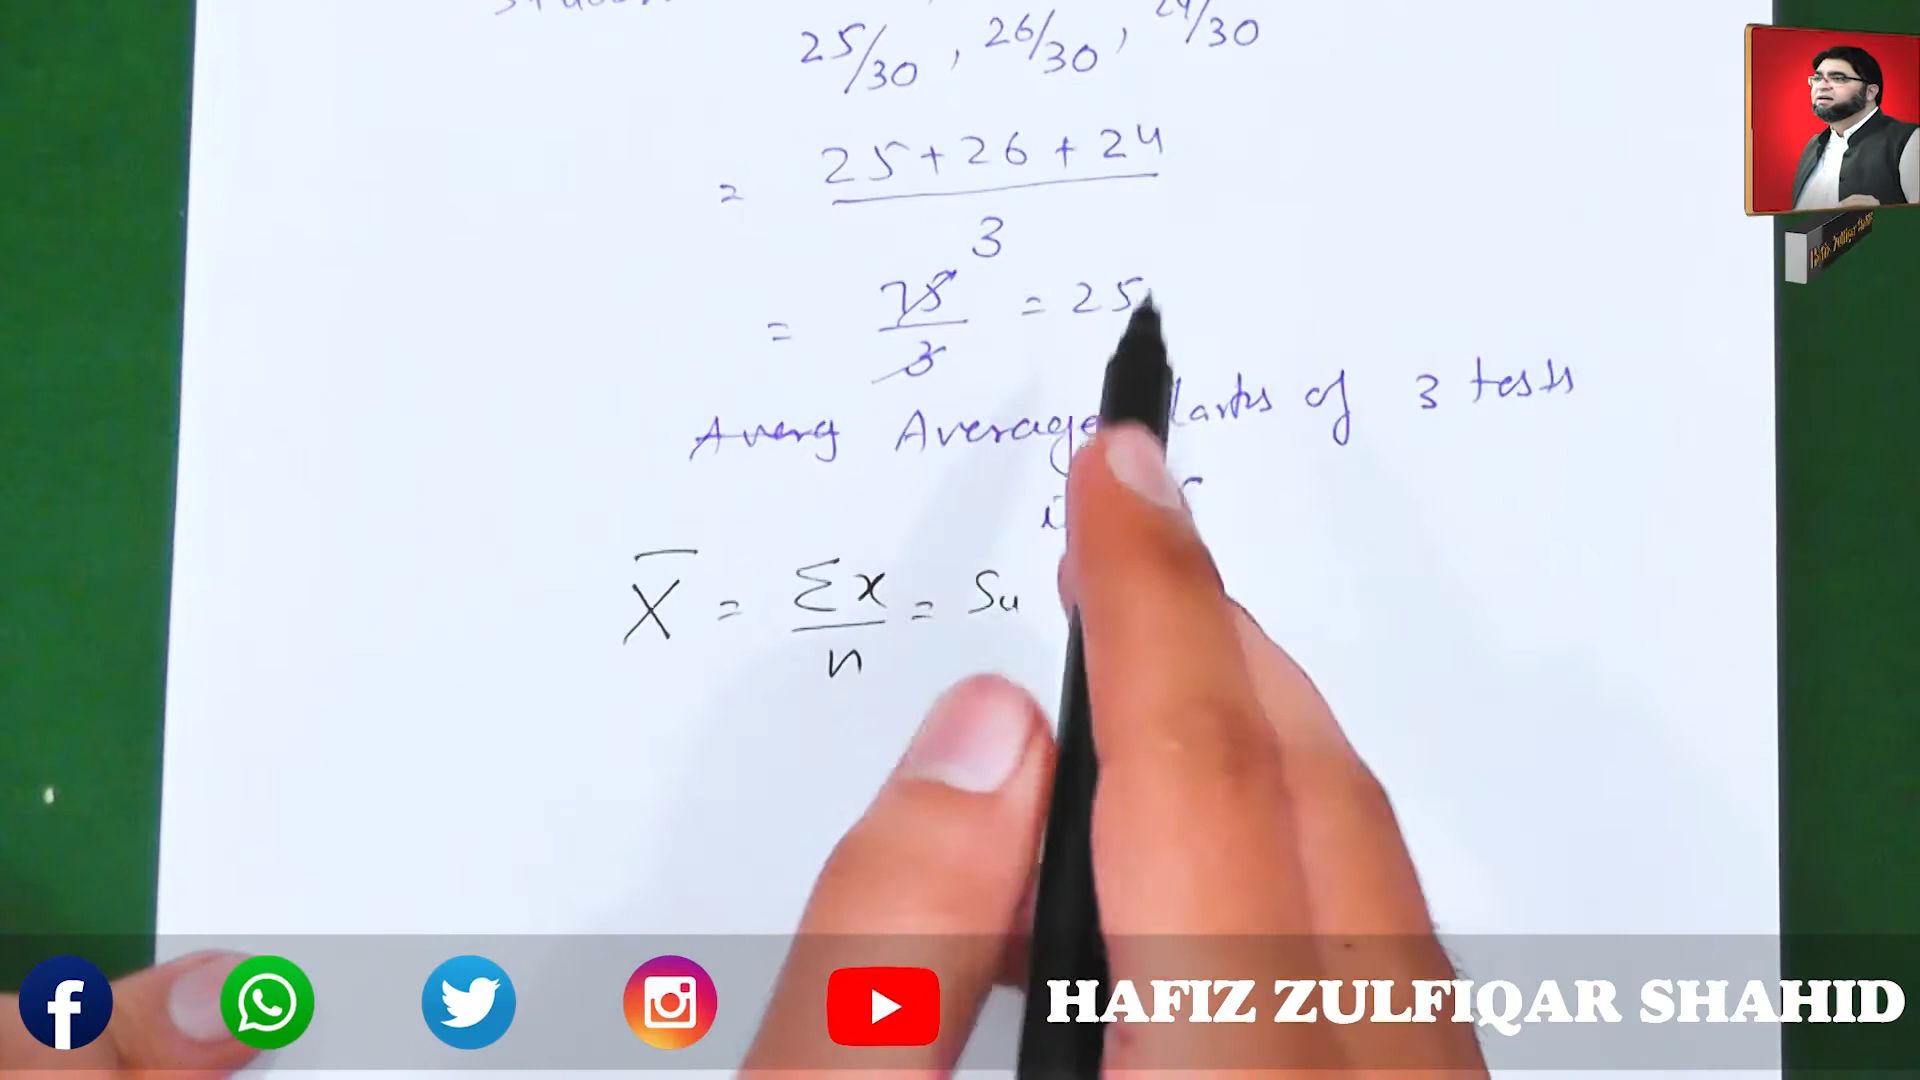 25/30 , 26/30 , 24/30
= 25 + 26 + 24
3
= 75 = 25
3
Averg Average Marks of 3 tests
X̄ = Σx = Su
n
HAFIZ ZULFIQAR SHAHID